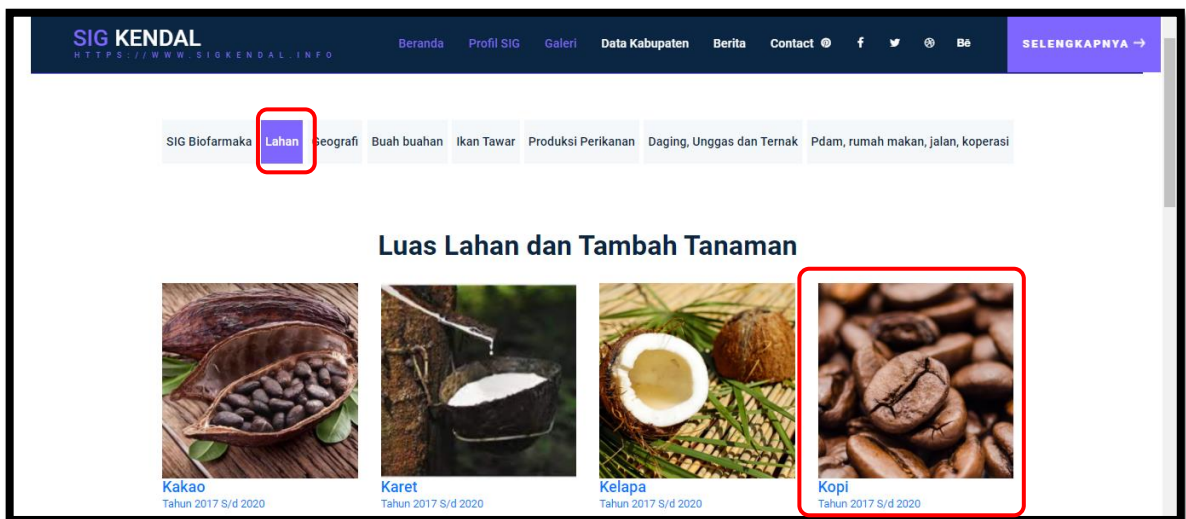 SIG KENDAL
HTTPS://WWW.SIGKENDAL.INFO
Beranda Profil SIG Galeri Data Kabupaten Berita Contact
SELENGKAPNYA →
SIG Biofarmaka Lahan Geografi Buah buahan Ikan Tawar Produksi Perikanan Daging, Unggas dan Ternak Pdam, rumah makan, jalan, koperasi
Luas Lahan dan Tambah Tanaman
Kakao
Tahun 2017 S/d 2020
Karet
Tahun 2017 S/d 2020
Kelapa
Tahun 2017 S/d 2020
Kopi
Tahun 2017 S/d 2020